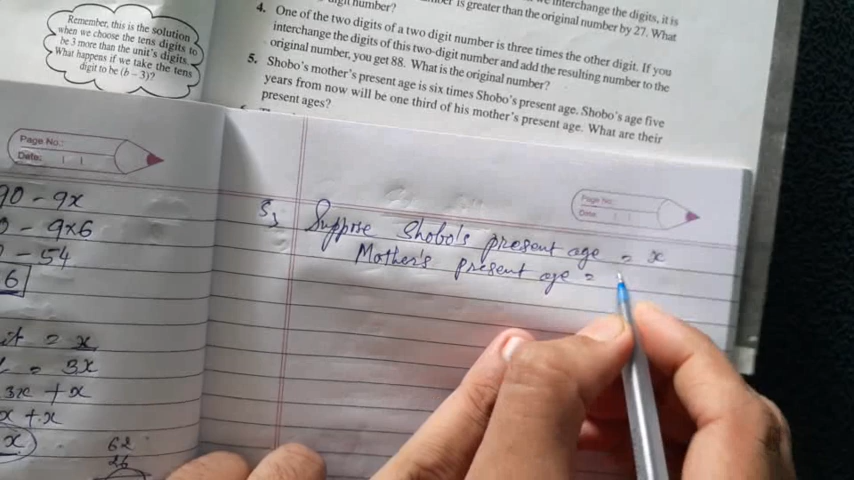 Remember, this is the solution
when we choose the tens digits to
be 3 more than the unit's digits.
What happens if we take the tens
digit to be (b – 3)?
interchange the digits, it is
is greater than the original number by 27. What
digit number?
4. One of the two digits of a two digit number is three times the other digit. If you
interchange the digits of this two-digit number and add the resulting number to the
original number, you get 88. What is the original number?
5. Shobo's mother's present age is six times Shobo's present age. Shobo's age five
years from now will be one third of his mother's present age. What are their
present ages?
Page No.:
Date:
90 - 9x
- 9x6
- 54
6
= x
= 3x
3x + x
x + x
x
62
26
Page No.:
Date:
5, Suppose Shobo's present age = x
Mother's present age =